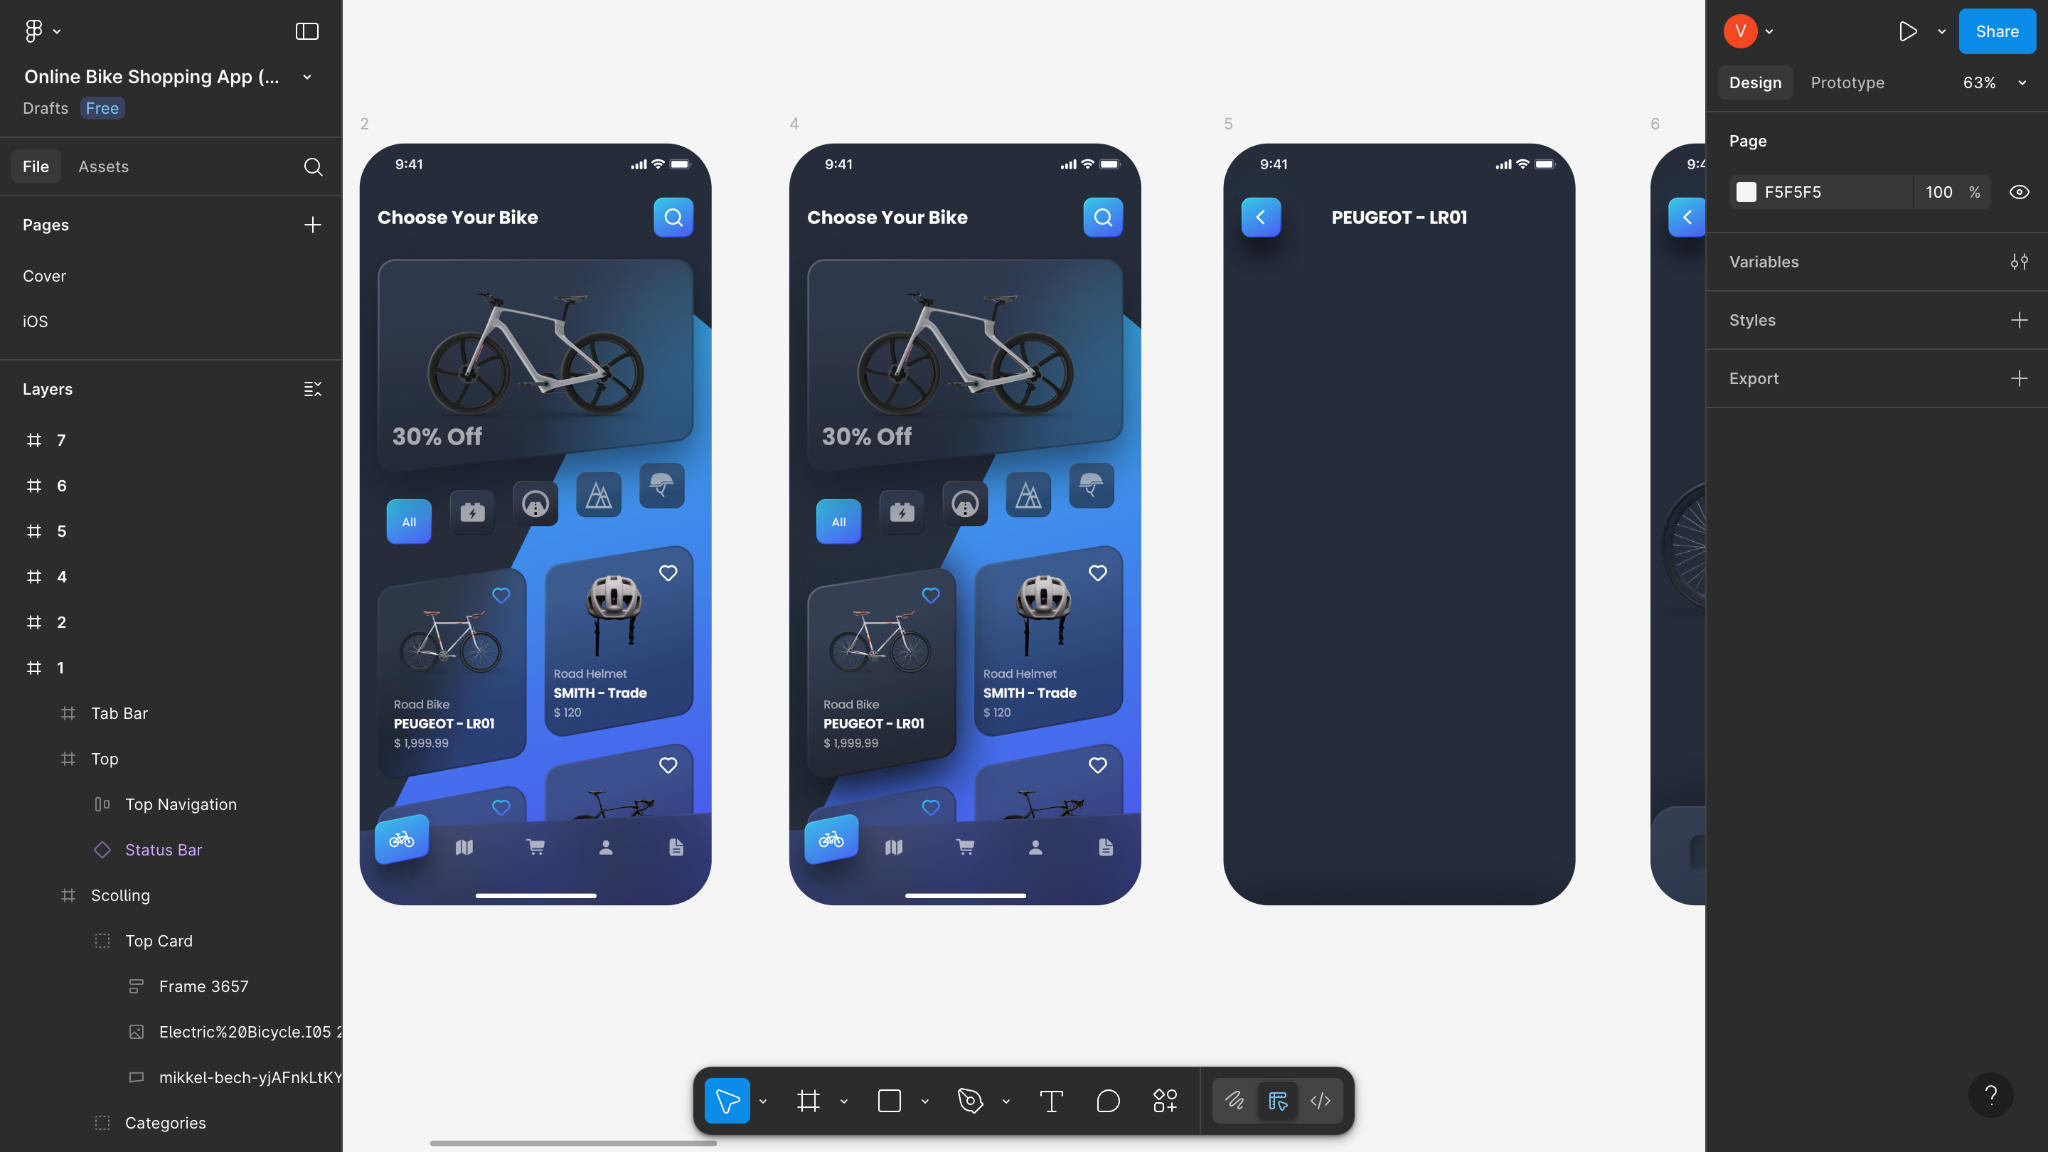 Online Bike Shopping App (...
Drafts Free
File Assets
Pages
Cover
iOS
Layers
7
6
5
4
2
1
Tab Bar
Top
Top Navigation
Status Bar
Scolling
Top Card
Frame 3657
Electric%20Bicycle.I05 2
mikkel-bech-yjAFnkLtKY
Categories
2
9:41
Choose Your Bike
30% Off
All
Road Bike
PEUGEOT - LR01
$ 1,999.99
Road Helmet
SMITH - Trade
$ 120
4
9:41
Choose Your Bike
30% Off
All
Road Bike
PEUGEOT - LR01
$ 1,999.99
Road Helmet
SMITH - Trade
$ 120
5
9:41
PEUGEOT - LR01
6
9:4
V
Share
Design Prototype 63%
Page
F5F5F5 100 %
Variables
Styles
Export
?